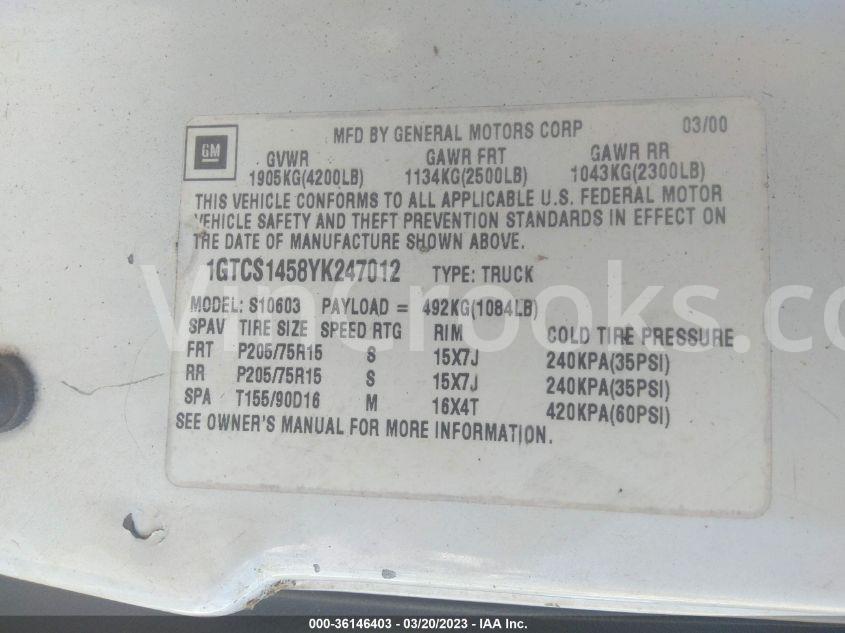 MFD BY GENERAL MOTORS CORP 03/00
GM
GVWR GAWR FRT GAWR RR
1905KG(4200LB) 1134KG(2500LB) 1043KG(2300LB)
THIS VEHICLE CONFORMS TO ALL APPLICABLE U.S. FEDERAL MOTOR
VEHICLE SAFETY AND THEFT PREVENTION STANDARDS IN EFFECT ON
THE DATE OF MANUFACTURE SHOWN ABOVE.
1GTCS1458YK247012 TYPE: TRUCK
MODEL: S10603 PAYLOAD = 492KG(1084LB)
VinCrooks.com
SPAV TIRE SIZE SPEED RTG RIM COLD TIRE PRESSURE
FRT P205/75R15 S 15X7J 240KPA(35PSI)
RR P205/75R15 S 15X7J 240KPA(35PSI)
SPA T155/90D16 M 16X4T 420KPA(60PSI)
SEE OWNER'S MANUAL FOR MORE INFORMATION.
000-36146403 - 03/20/2023 - IAA Inc.